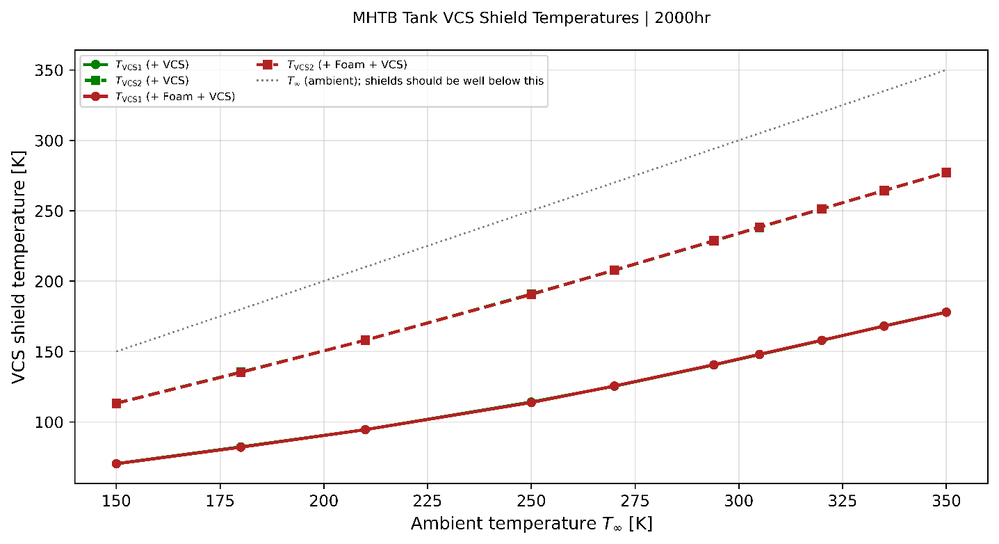 MHTB Tank VCS Shield Temperatures | 2000hr
T_VCS1 (+ VCS)
T_VCS2 (+ VCS)
T_VCS1 (+ Foam + VCS)
T_VCS2 (+ Foam + VCS)
T_∞ (ambient); shields should be well below this
VCS shield temperature [K]
350
300
250
200
150
100
150 175 200 225 250 275 300 325 350
Ambient temperature T_∞ [K]